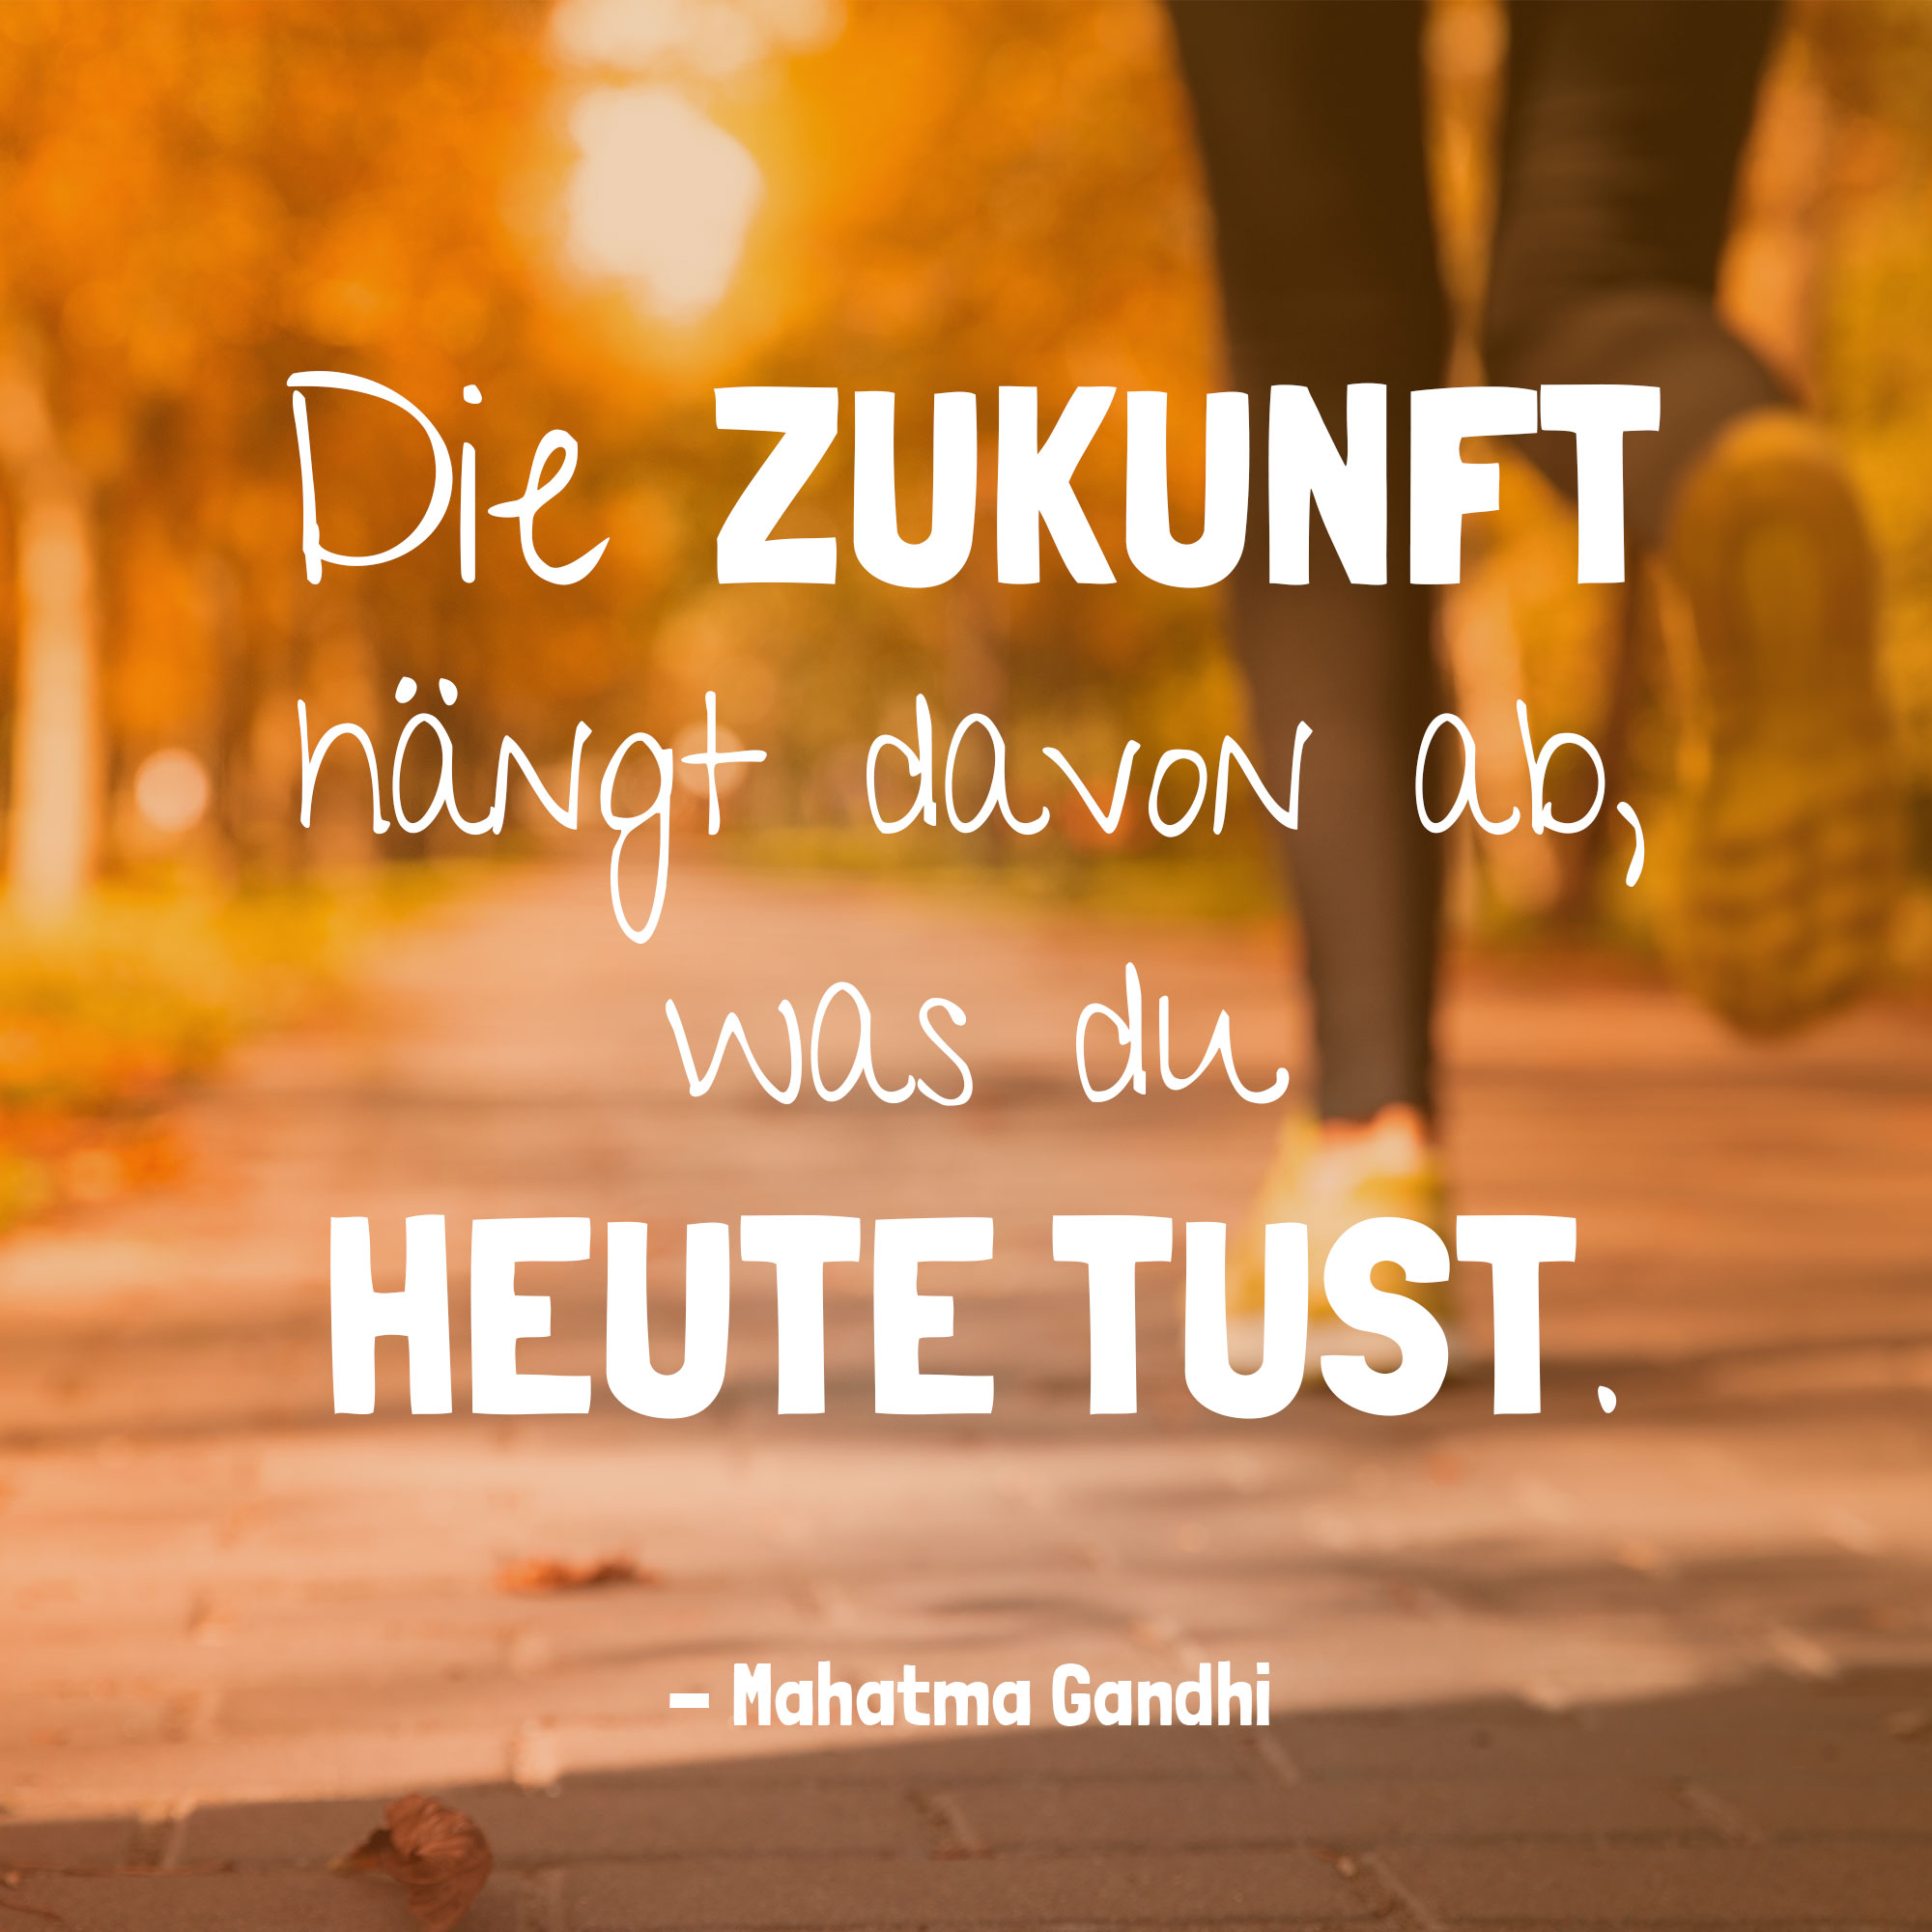 Die ZUKUNFT
hängt davon ab,
was du
HEUTE TUST.
– Mahatma Gandhi